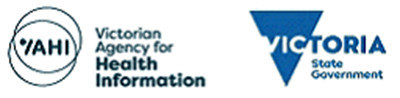 VAHI
Victorian
Agency for
Health
Information
VICTORIA
State
Government